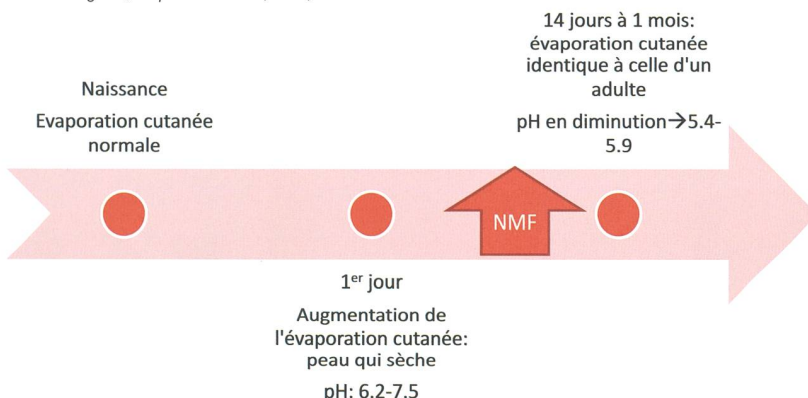 14 jours à 1 mois:
évaporation cutanée
identique à celle d'un
adulte
pH en diminution→5.4-
5.9
Naissance
Evaporation cutanée
normale
NMF
1er jour
Augmentation de
l'évaporation cutanée:
peau qui sèche
pH: 6.2-7.5